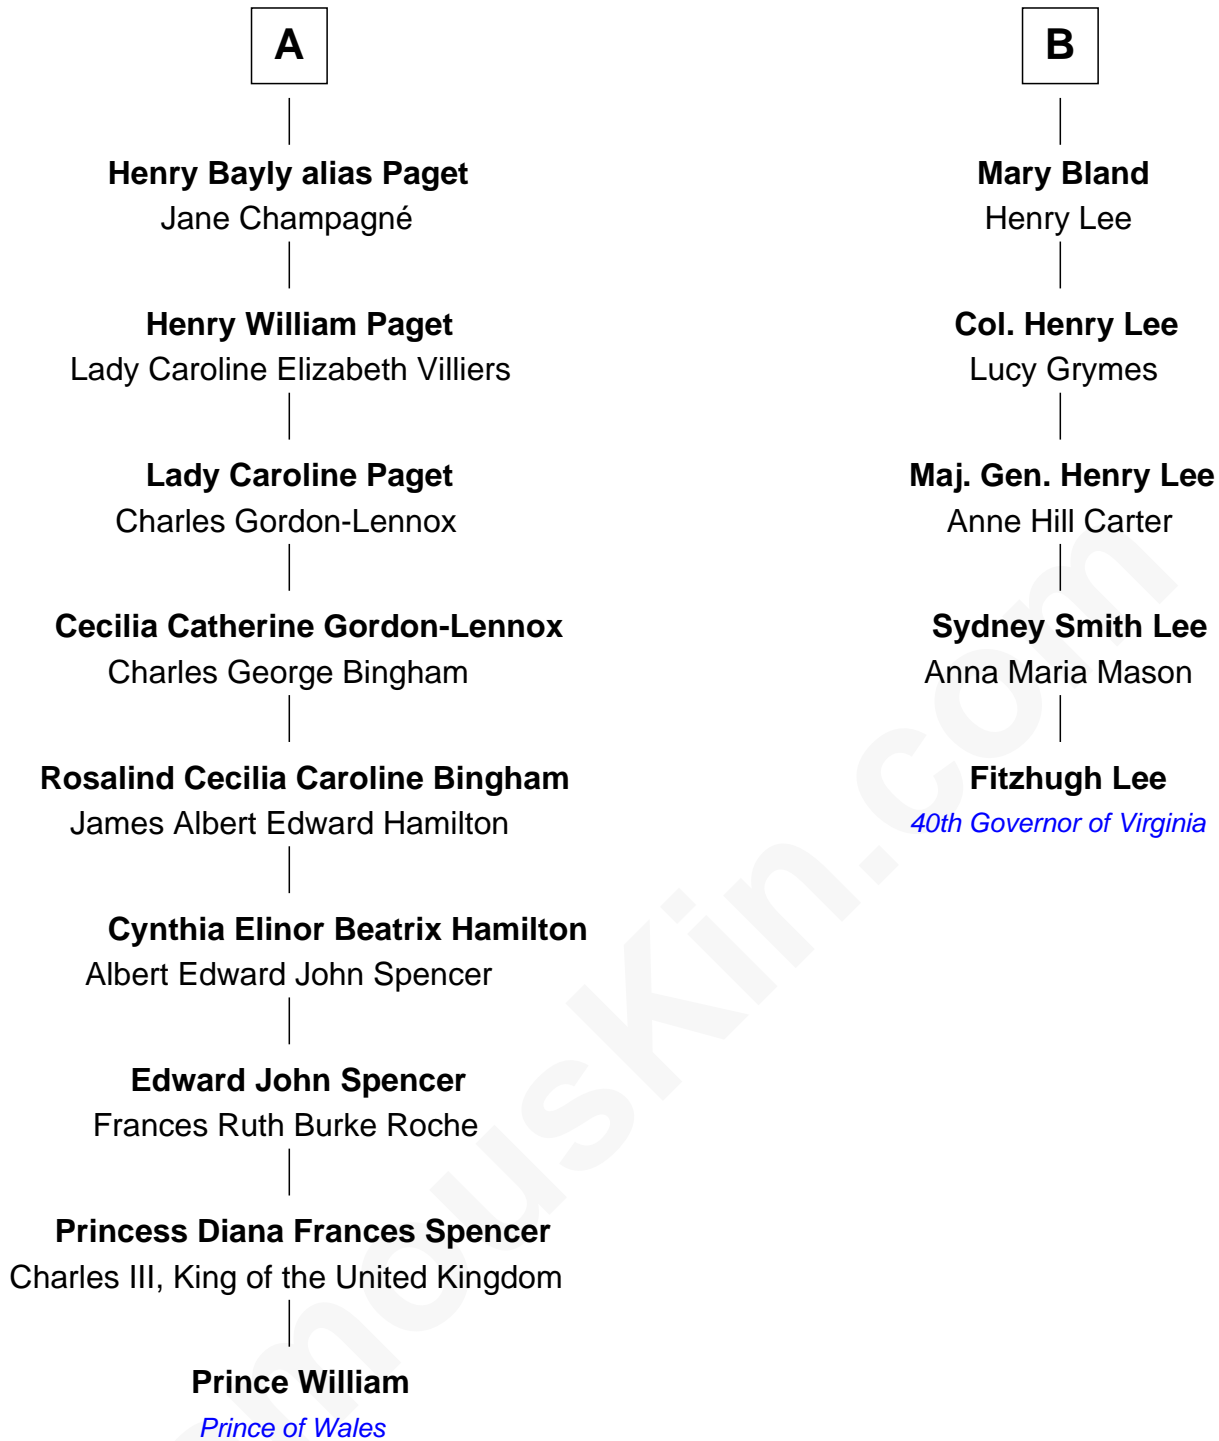 A
Henry Bayly alias Paget
Jane Champagné
Henry William Paget
Lady Caroline Elizabeth Villiers
Lady Caroline Paget
Charles Gordon-Lennox
Cecilia Catherine Gordon-Lennox
Charles George Bingham
Rosalind Cecilia Caroline Bingham
James Albert Edward Hamilton
Cynthia Elinor Beatrix Hamilton
Albert Edward John Spencer
Edward John Spencer
Frances Ruth Burke Roche
Princess Diana Frances Spencer
Charles III, King of the United Kingdom
Prince William
Prince of Wales
B
Mary Bland
Henry Lee
Col. Henry Lee
Lucy Grymes
Maj. Gen. Henry Lee
Anne Hill Carter
Sydney Smith Lee
Anna Maria Mason
Fitzhugh Lee
40th Governor of Virginia
mouskin.com